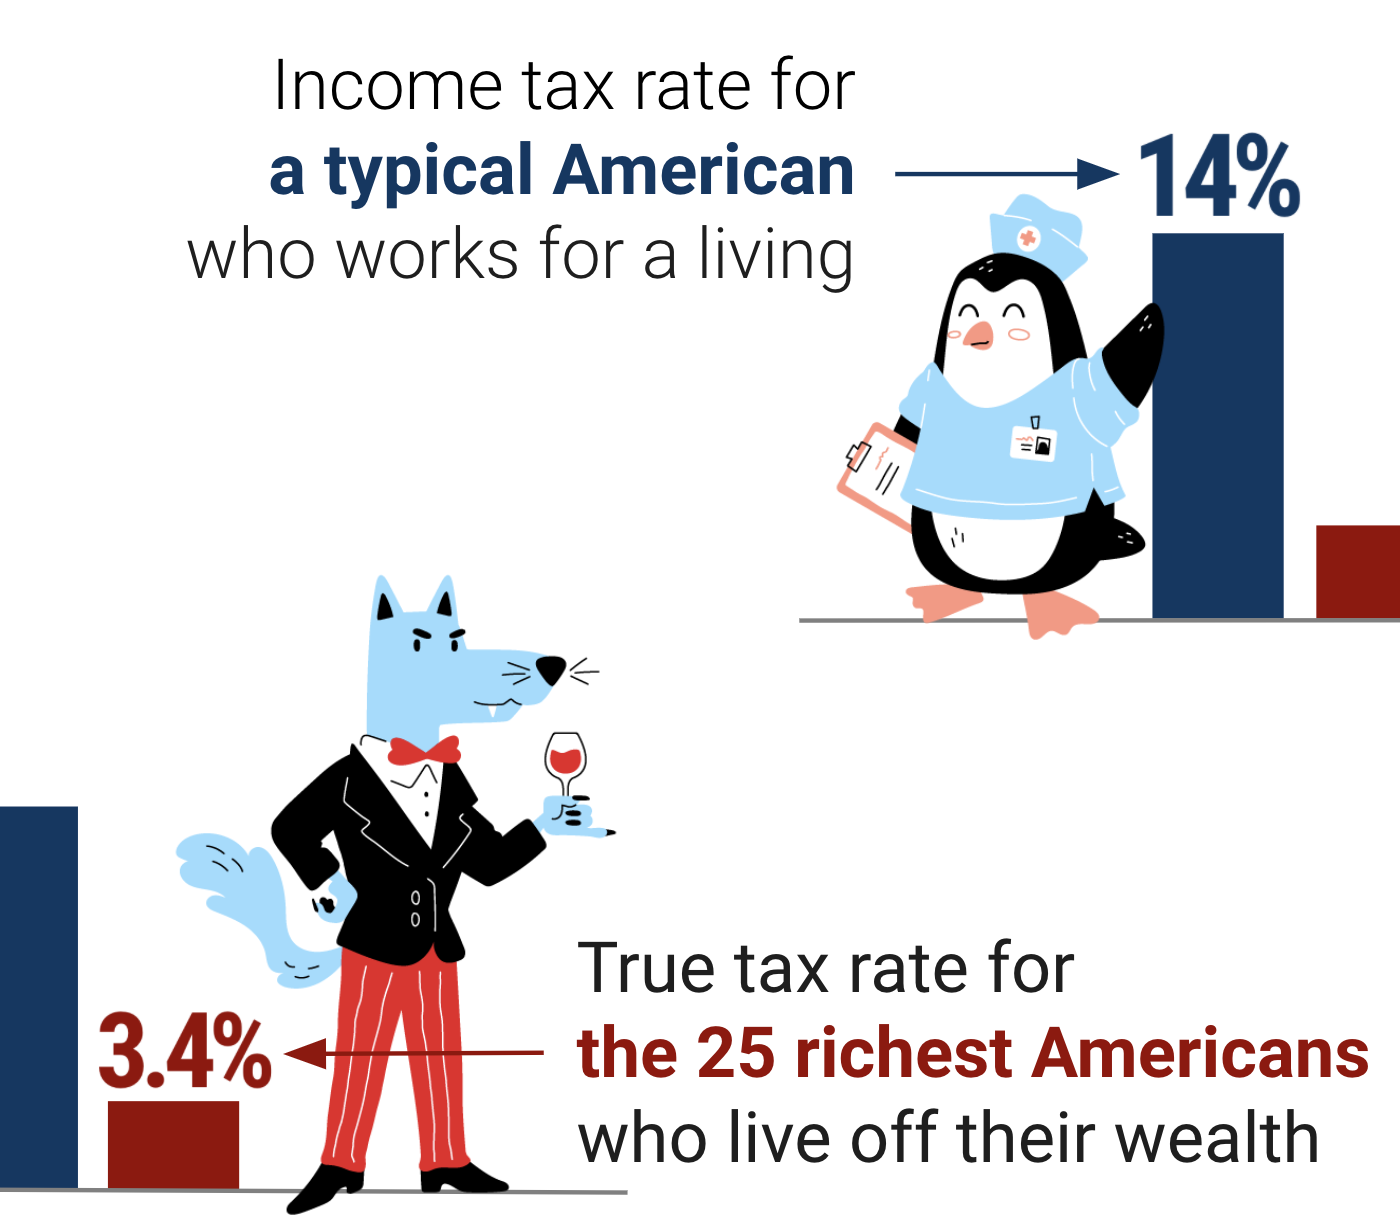 Income tax rate for
a typical American
who works for a living
14%
3.4%
True tax rate for
the 25 richest Americans
who live off their wealth